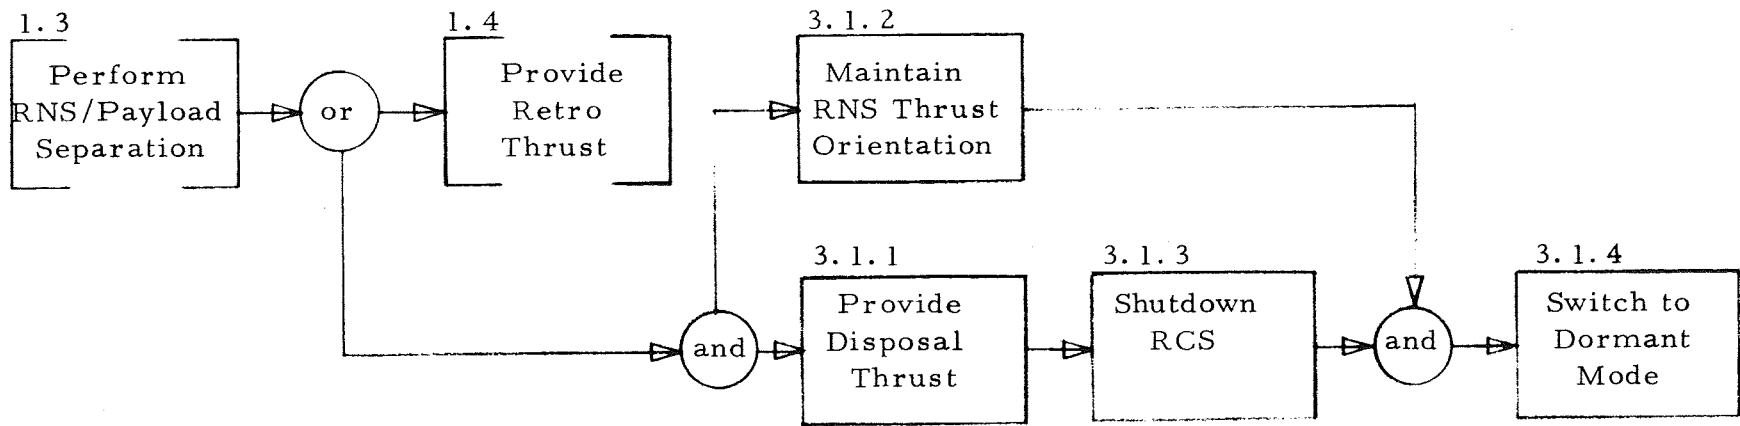 1.3
Perform
RNS/Payload
Separation
or
1.4
Provide
Retro
Thrust
3.1.2
Maintain
RNS Thrust
Orientation
and
3.1.1
Provide
Disposal
Thrust
3.1.3
Shutdown
RCS
and
3.1.4
Switch to
Dormant
Mode